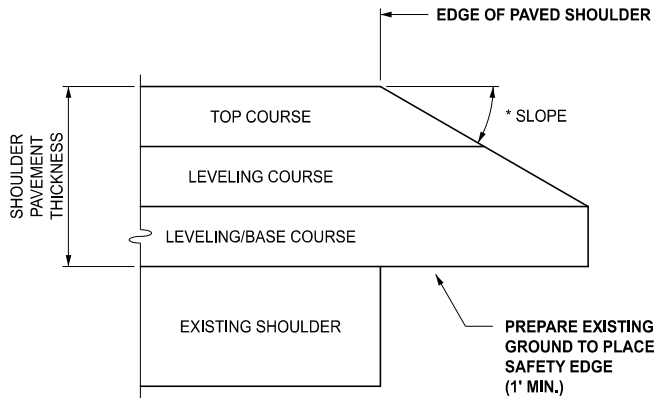 EDGE OF PAVED SHOULDER
TOP COURSE
* SLOPE
SHOULDER
PAVEMENT
THICKNESS
LEVELING COURSE
LEVELING/BASE COURSE
EXISTING SHOULDER
PREPARE EXISTING
GROUND TO PLACE
SAFETY EDGE
(1' MIN.)